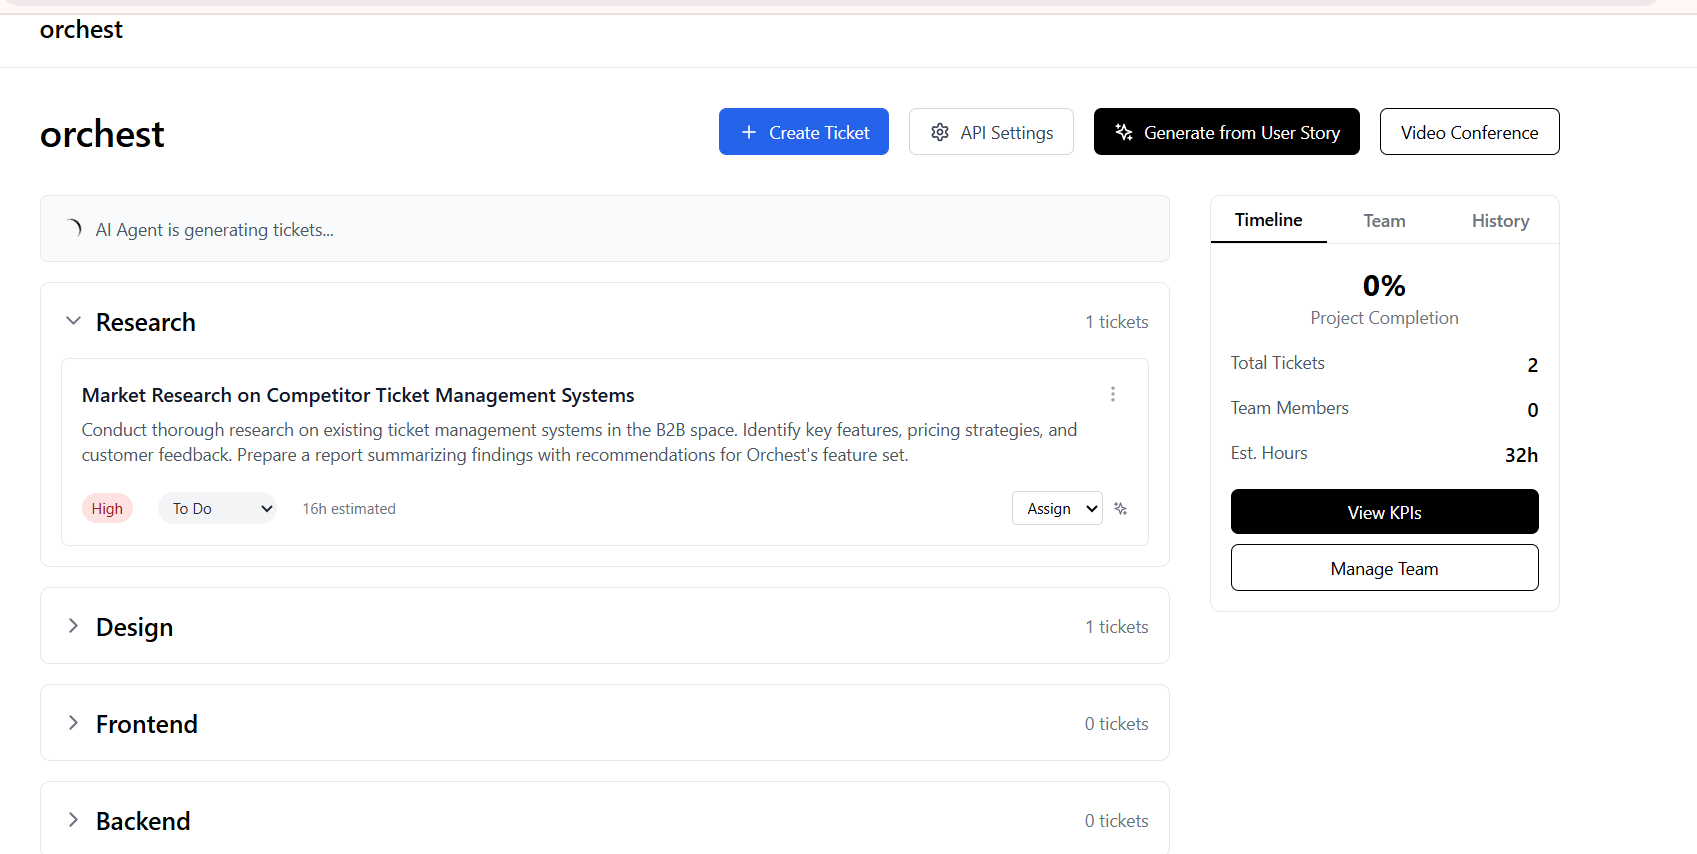 orchest
orchest
Create Ticket
API Settings
Generate from User Story
Video Conference
AI Agent is generating tickets...
Research
1 tickets
Market Research on Competitor Ticket Management Systems
Conduct thorough research on existing ticket management systems in the B2B space. Identify key features, pricing strategies, and
customer feedback. Prepare a report summarizing findings with recommendations for Orchest's feature set.
High
To Do
16h estimated
Assign
Design
1 tickets
Frontend
0 tickets
Backend
0 tickets
Timeline
Team
History
0%
Project Completion
Total Tickets
2
Team Members
0
Est. Hours
32h
View KPIs
Manage Team